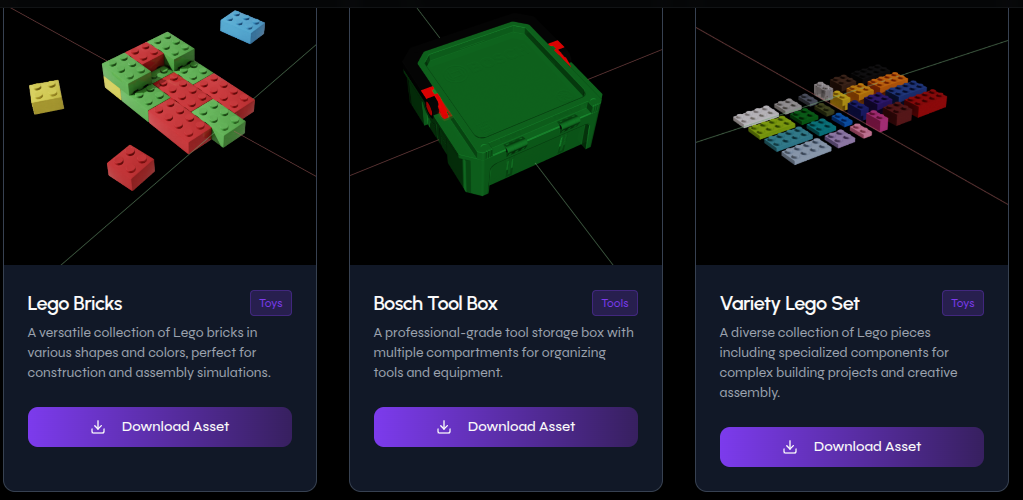 Lego Bricks
Toys
A versatile collection of Lego bricks in
various shapes and colors, perfect for
construction and assembly simulations.
Download Asset
Bosch Tool Box
Tools
A professional-grade tool storage box with
multiple compartments for organizing
tools and equipment.
Download Asset
Variety Lego Set
Toys
A diverse collection of Lego pieces
including specialized components for
complex building projects and creative
assembly.
Download Asset